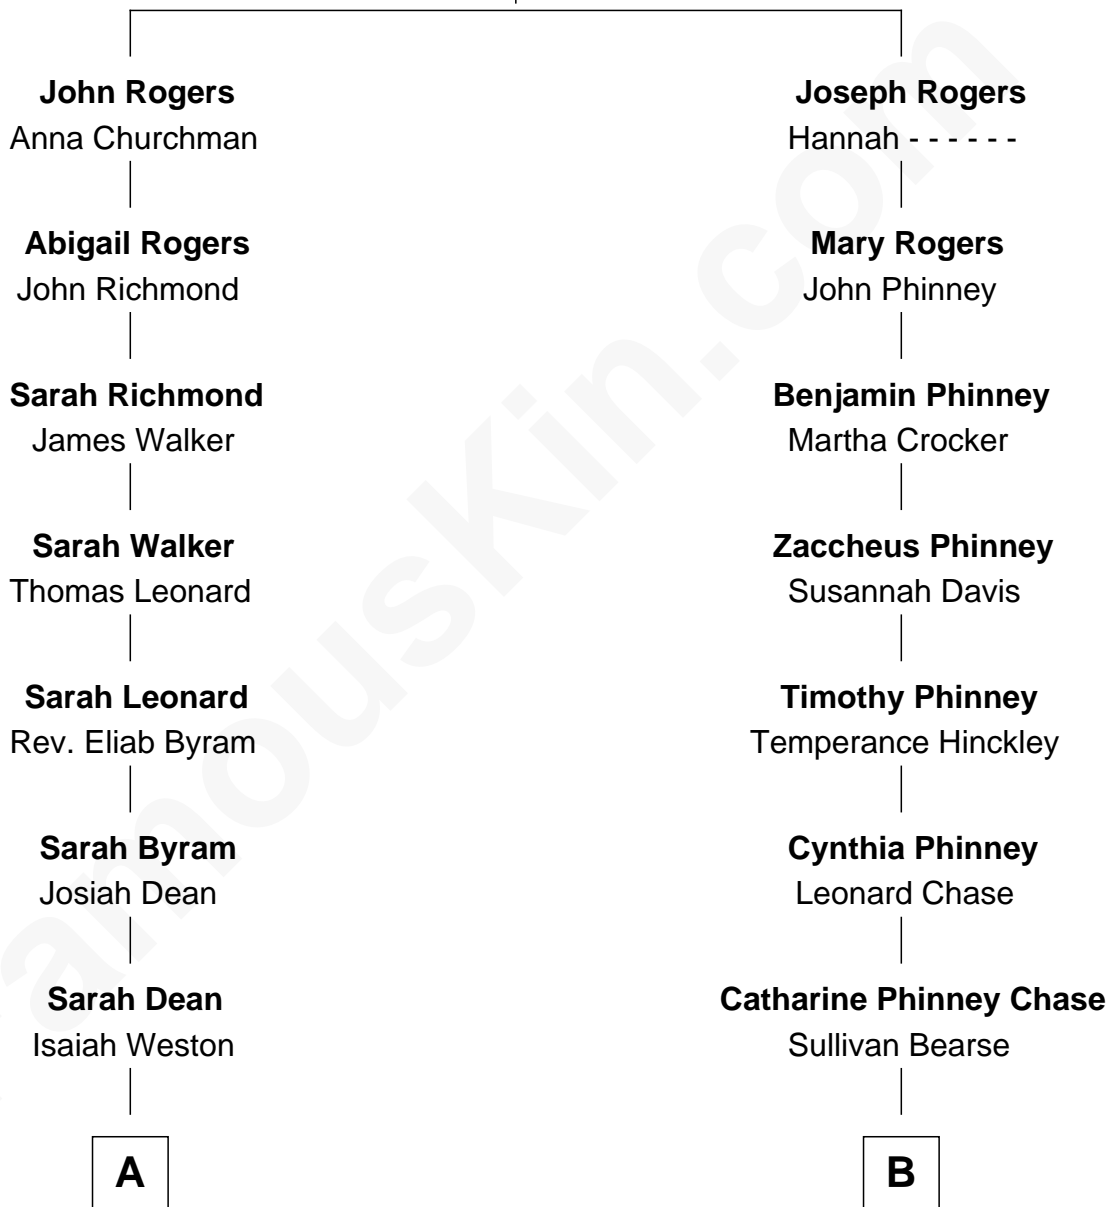 John Rogers
Anna Churchman
Abigail Rogers
John Richmond
Sarah Richmond
James Walker
Sarah Walker
Thomas Leonard
Sarah Leonard
Rev. Eliab Byram
Sarah Byram
Josiah Dean
Sarah Dean
Isaiah Weston
A
Joseph Rogers
Hannah - - - - - -
Mary Rogers
John Phinney
Benjamin Phinney
Martha Crocker
Zaccheus Phinney
Susannah Davis
Timothy Phinney
Temperance Hinckley
Cynthia Phinney
Leonard Chase
Catharine Phinney Chase
Sullivan Bearse
B
amouskin.com